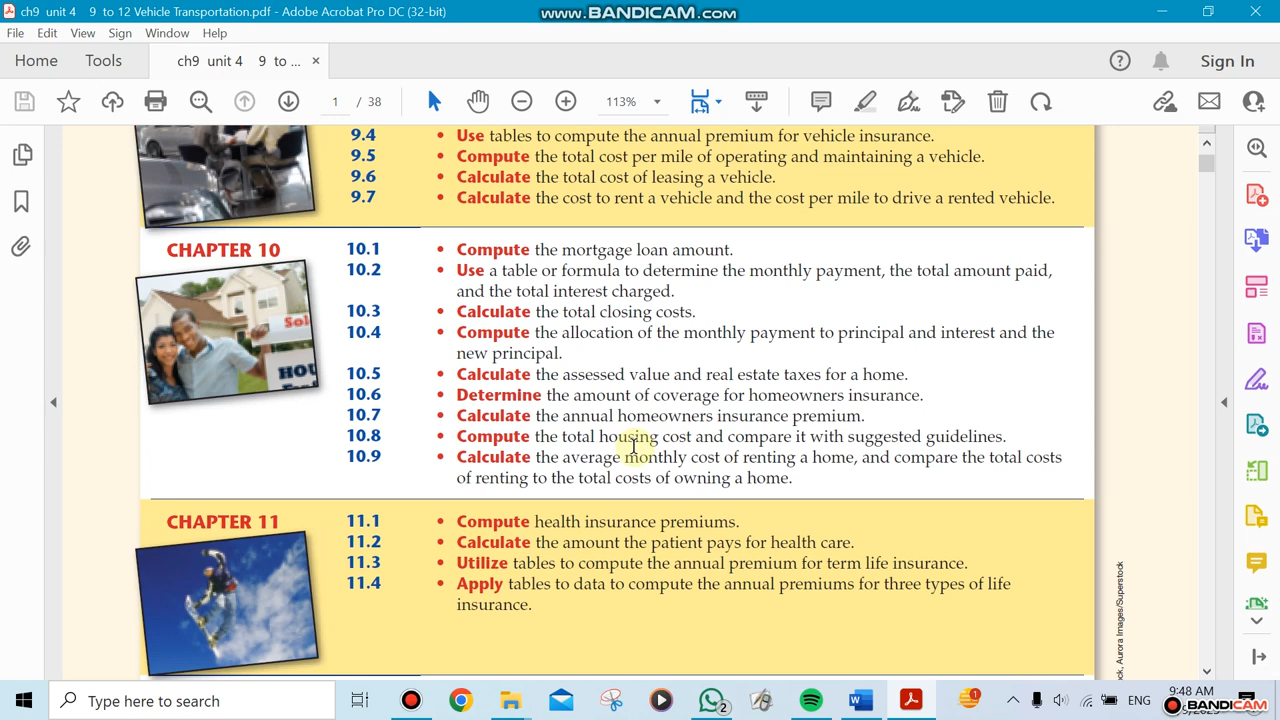 ch9 unit 4 9 to 12 Vehicle Transportation.pdf - Adobe Acrobat Pro DC (32-bit)
www.BANDICAM.com
File Edit View Sign Window Help
Home Tools ch9 unit 4 9 to ... ×
Sign In
1 / 38 113%
9.4 • Use tables to compute the annual premium for vehicle insurance.
9.5 • Compute the total cost per mile of operating and maintaining a vehicle.
9.6 • Calculate the total cost of leasing a vehicle.
9.7 • Calculate the cost to rent a vehicle and the cost per mile to drive a rented vehicle.
CHAPTER 10
10.1 • Compute the mortgage loan amount.
10.2 • Use a table or formula to determine the monthly payment, the total amount paid,
and the total interest charged.
10.3 • Calculate the total closing costs.
10.4 • Compute the allocation of the monthly payment to principal and interest and the
new principal.
10.5 • Calculate the assessed value and real estate taxes for a home.
10.6 • Determine the amount of coverage for homeowners insurance.
10.7 • Calculate the annual homeowners insurance premium.
10.8 • Compute the total housing cost and compare it with suggested guidelines.
10.9 • Calculate the average monthly cost of renting a home, and compare the total costs
of renting to the total costs of owning a home.
Sol
HOU
CHAPTER 11
11.1 • Compute health insurance premiums.
11.2 • Calculate the amount the patient pays for health care.
11.3 • Utilize tables to compute the annual premium for term life insurance.
11.4 • Apply tables to data to compute the annual premiums for three types of life
insurance.
ck, Aurora Images/Superstock
Type here to search
2
1
ENG
9:48 AM
BANDICAM